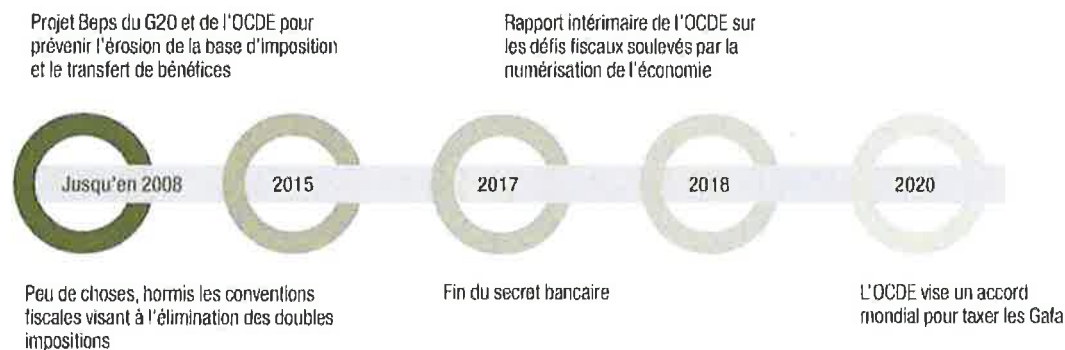 Projet Beps du G20 et de l'OCDE pour
prévenir l'érosion de la base d'imposition
et le transfert de bénéfices
Rapport intérimaire de l'OCDE sur
les défis fiscaux soulevés par la
numérisation de l'économie
Jusqu'en 2008
2015
2017
2018
2020
Peu de choses, hormis les conventions
fiscales visant à l'élimination des doubles
impositions
Fin du secret bancaire
L'OCDE vise un accord
mondial pour taxer les Gafa